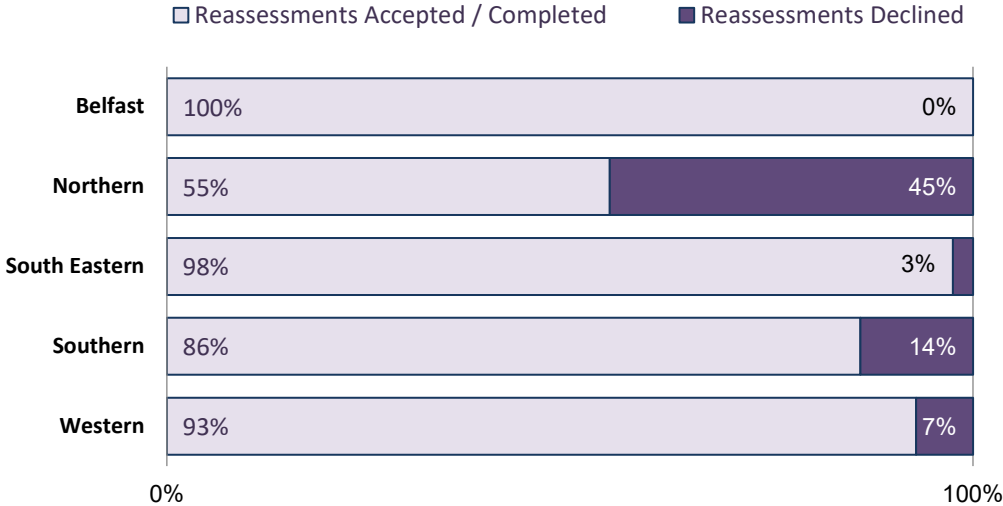 Reassessments Accepted / Completed Reassessments Declined
Belfast 100% 0%
Northern 55% 45%
South Eastern 98% 3%
Southern 86% 14%
Western 93% 7%
0% 100%